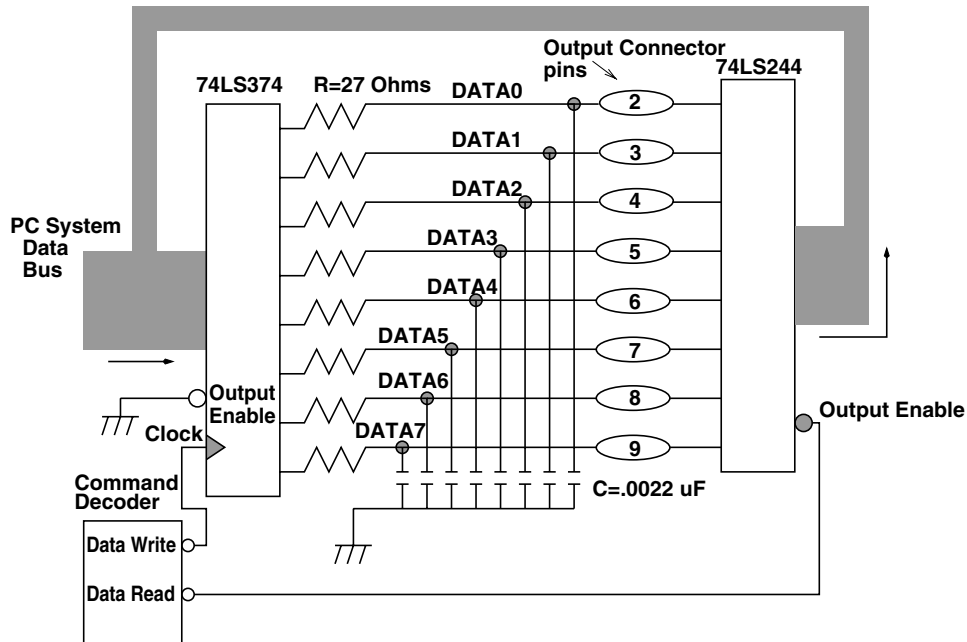 Output Connector
pins
74LS244
74LS374
R=27 Ohms
DATA0
2
DATA1
3
DATA2
4
PC System
Data
Bus
DATA3
5
DATA4
6
DATA5
7
DATA6
8
Output
Enable
Output Enable
Clock
DATA7
9
Command
Decoder
C=.0022 uF
Data Write
Data Read